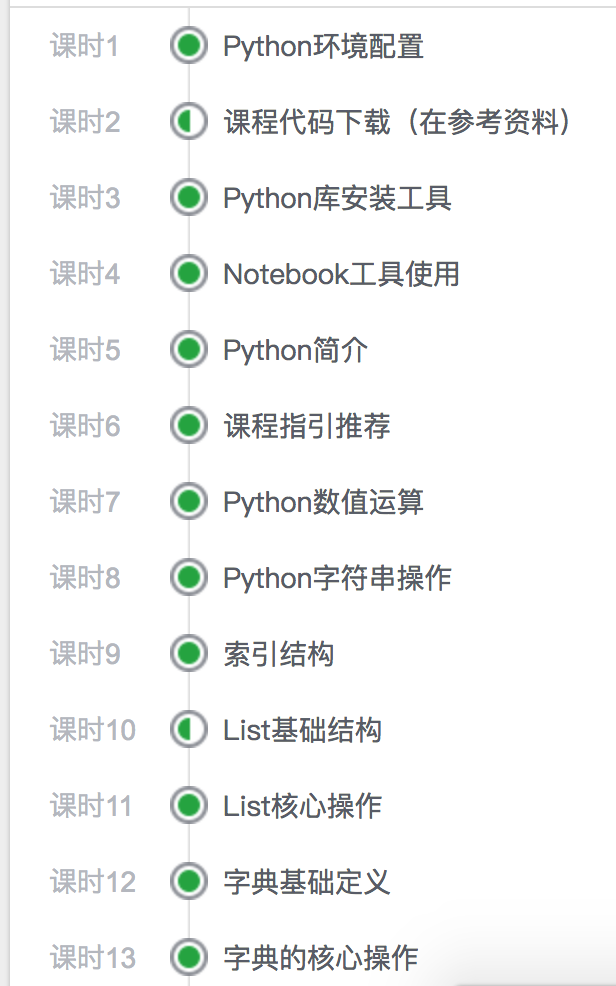 课时1 Python环境配置
课时2 课程代码下载（在参考资料）
课时3 Python库安装工具
课时4 Notebook工具使用
课时5 Python简介
课时6 课程指引推荐
课时7 Python数值运算
课时8 Python字符串操作
课时9 索引结构
课时10 List基础结构
课时11 List核心操作
课时12 字典基础定义
课时13 字典的核心操作